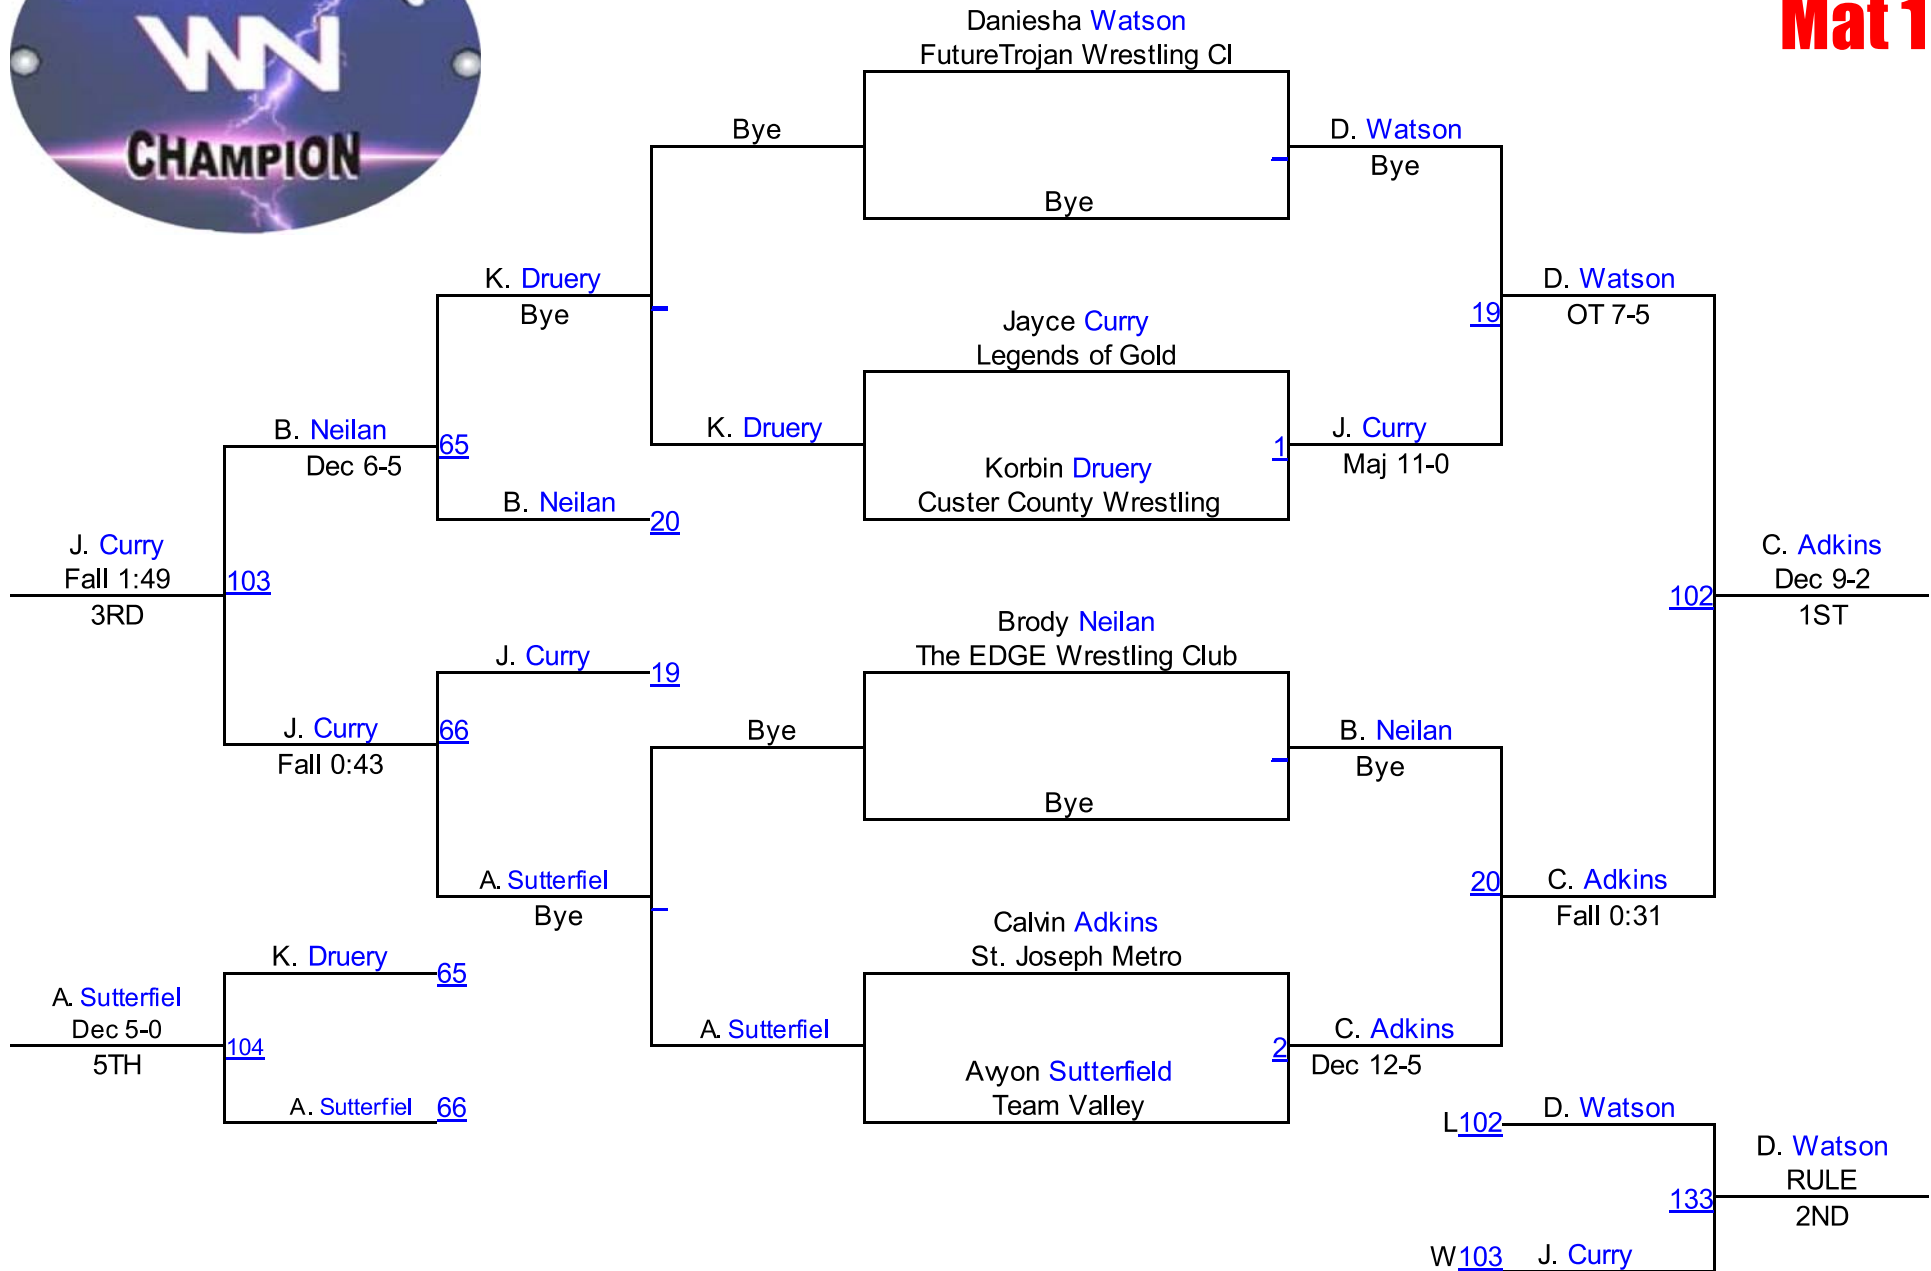 WN
CHAMPION
Mat 1
Daniesha Watson
FutureTrojan Wrestling Cl
Bye
Bye
D. Watson
Bye
K. Druery
Bye
Jayce Curry
Legends of Gold
19
D. Watson
OT 7-5
B. Neilan
Dec 6-5
65
K. Druery
Korbin Druery
Custer County Wrestling
1
J. Curry
Maj 11-0
B. Neilan
20
J. Curry
Fall 1:49
3RD
103
C. Adkins
Dec 9-2
1ST
102
Brody Neilan
The EDGE Wrestling Club
J. Curry
19
J. Curry
Fall 0:43
66
Bye
Bye
B. Neilan
Bye
A. Sutterfiel
Bye
20
C. Adkins
Fall 0:31
Calvin Adkins
St. Joseph Metro
K. Druery
65
A. Sutterfiel
Dec 5-0
5TH
104
A. Sutterfiel
Avyon Sutterfield
Team Valley
2
C. Adkins
Dec 12-5
A. Sutterfiel 66
L102
D. Watson
D. Watson
RULE
2ND
133
W103
J. Curry